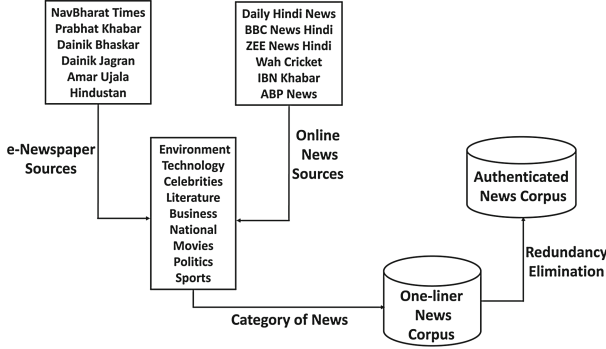 NavBharat Times
Prabhat Khabar
Dainik Bhaskar
Dainik Jagran
Amar Ujala
Hindustan
Daily Hindi News
BBC News Hindi
ZEE News Hindi
Wah Cricket
IBN Khabar
ABP News
e-Newspaper
Sources
Online
News
Sources
Environment
Technology
Celebrities
Literature
Business
National
Movies
Politics
Sports
Category of News
One-liner
News
Corpus
Redundancy
Elimination
Authenticated
News Corpus